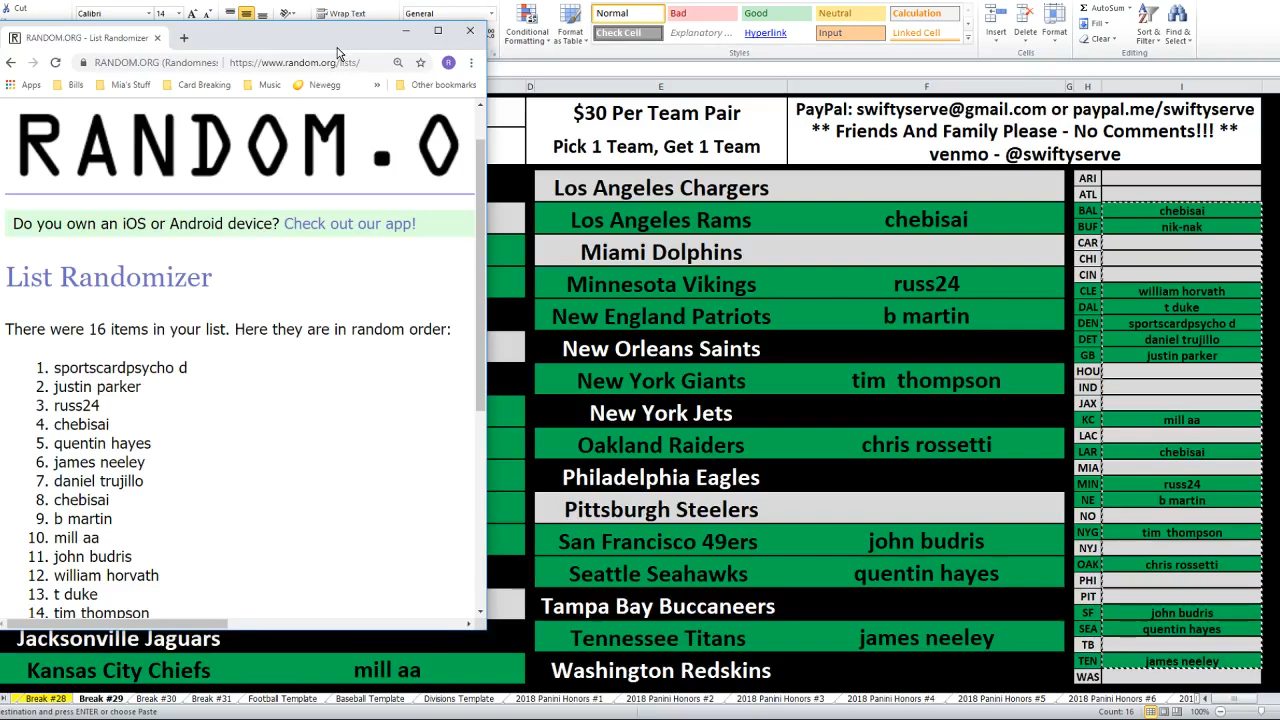 Cut
Calibri
14
Wrap Text
General
Conditional Formatting
Format as Table
Normal
Bad
Good
Neutral
Calculation
Check Cell
Explanatory ...
Hyperlink
Input
Linked Cell
Styles
Insert
Delete
Format
Cells
AutoSum
Fill
Clear
Sort & Filter
Find & Select
Editing
RANDOM.ORG - List Randomizer
RANDOM.ORG (Randomness
https://www.random.org/lists/
R
Apps
Bills
Mia's Stuff
Card Breaking
Music
Newegg
»
Other bookmarks
RANDOM.O
Do you own an iOS or Android device? Check out our app!
List Randomizer
There were 16 items in your list. Here they are in random order:
1. sportscardpsycho d
2. justin parker
3. russ24
4. chebisai
5. quentin hayes
6. james neeley
7. daniel trujillo
8. chebisai
9. b martin
10. mill aa
11. john budris
12. william horvath
13. t duke
14. tim thompson
D E F G H I
$30 Per Team Pair
Pick 1 Team, Get 1 Team
PayPal: swiftyserve@gmail.com or paypal.me/swiftyserve
** Friends And Family Please - No Comments!!! **
venmo - @swiftyserve
Los Angeles Chargers
Los Angeles Rams chebisai
Miami Dolphins
Minnesota Vikings russ24
New England Patriots b martin
New Orleans Saints
New York Giants tim thompson
New York Jets
Oakland Raiders chris rossetti
Philadelphia Eagles
Pittsburgh Steelers
San Francisco 49ers john budris
Seattle Seahawks quentin hayes
Tampa Bay Buccaneers
Tennessee Titans james neeley
Washington Redskins
Jacksonville Jaguars
Kansas City Chiefs mill aa
ARI
ATL
BAL chebisai
BUF nik-nak
CAR
CHI
CIN
CLE william horvath
DAL t duke
DEN sportscardpsycho d
DET daniel trujillo
GB justin parker
HOU
IND
JAX
KC mill aa
LAC
LAR chebisai
MIA
MIN russ24
NE b martin
NO
NYG tim thompson
NYJ
OAK chris rossetti
PHI
PIT
SF john budris
SEA quentin hayes
TB
TEN james neeley
WAS
Break #28
Break #29
Break #30
Break #31
Football Template
Baseball Template
Divisions Template
2018 Panini Honors #1
2018 Panini Honors #2
2018 Panini Honors #3
2018 Panini Honors #4
2018 Panini Honors #5
2018 Panini Honors #6
201
estination and press ENTER or choose Paste
Count: 16
100%